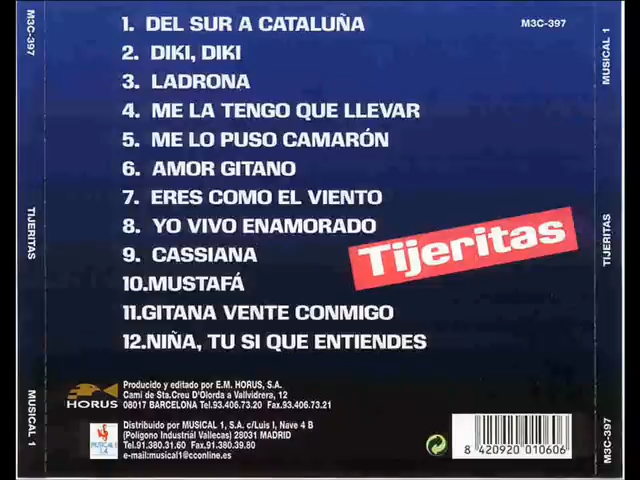 M3C-397
TIJERITAS
MUSICAL 1
1. DEL SUR A CATALUÑA
2. DIKI, DIKI
3. LADRONA
4. ME LA TENGO QUE LLEVAR
5. ME LO PUSO CAMARÓN
6. AMOR GITANO
7. ERES COMO EL VIENTO
8. YO VIVO ENAMORADO
9. CASSIANA
10.MUSTAFÁ
11.GITANA VENTE CONMIGO
12.NIÑA, TU SI QUE ENTIENDES
M3C-397
Tijeritas
HORUS
Producido y editado por E.M. HORUS, S.A.
Camí de Sta.Creu D'Olorda a Vallvidrera, 12
08017 BARCELONA Tel.93.406.73.20 Fax.93.406.73.21
MUSICAL 1
S.A.
Distribuido por MUSICAL 1, S.A. c/Luis I, Nave 4 B
(Polígono Industrial Vallecas) 28031 MADRID
Tel.91.380.31.60 Fax.91.380.39.80
e-mail:musical1@cconline.es
8 420920 010606
MUSICAL 1
TIJERITAS
M3C-397